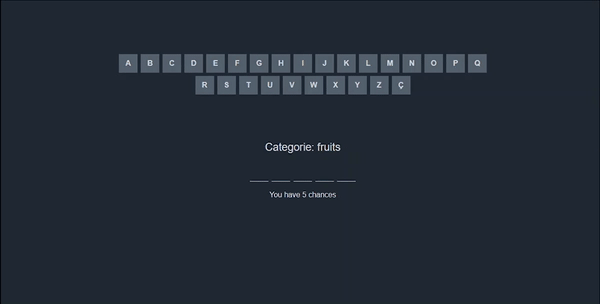 A B C D E F G H I J K L M N O P Q
R S T U V W X Y Z Ç
Categorie: fruits
You have 5 chances